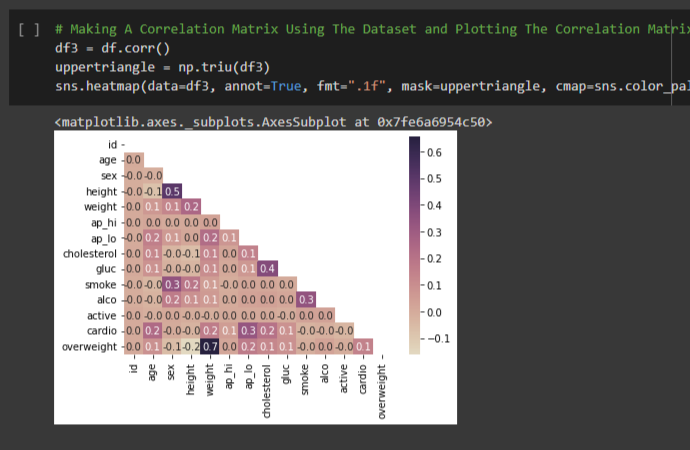 [ ] # Making A Correlation Matrix Using The Dataset and Plotting The Correlation Matrix
df3 = df.corr()
uppertriangle = np.triu(df3)
sns.heatmap(data=df3, annot=True, fmt=".1f", mask=uppertriangle, cmap=sns.color_pal
<matplotlib.axes._subplots.AxesSubplot at 0x7fe6a6954c50>
id
age 0.0
sex -0.0 -0.0
height -0.0 -0.1 0.5
weight 0.0 0.1 0.1 0.2
ap_hi 0.0 0.0 0.0 0.0 0.0
ap_lo -0.0 0.2 0.1 0.0 0.2 0.1
cholesterol 0.0 0.1 -0.0 -0.1 0.1 0.0 0.1
gluc 0.0 0.1 -0.0 -0.0 0.1 0.0 0.1 0.4
smoke -0.0 -0.0 0.3 0.2 0.1 -0.0 0.0 0.0 0.0
alco 0.0 -0.0 0.2 0.1 0.1 0.0 0.0 0.0 0.0 0.3
active 0.0 -0.0 0.0 -0.0 -0.0 0.0 0.0 0.0 -0.0 0.0 0.0
cardio 0.0 0.2 -0.0 -0.0 0.2 0.1 0.3 0.2 0.1 -0.0 -0.0 -0.0
overweight 0.0 0.1 -0.1 -0.2 0.7 0.0 0.2 0.1 0.1 -0.0 0.0 -0.0 0.1
id age sex height weight ap_hi ap_lo cholesterol gluc smoke alco active cardio overweight
0.6
0.5
0.4
0.3
0.2
0.1
0.0
−0.1